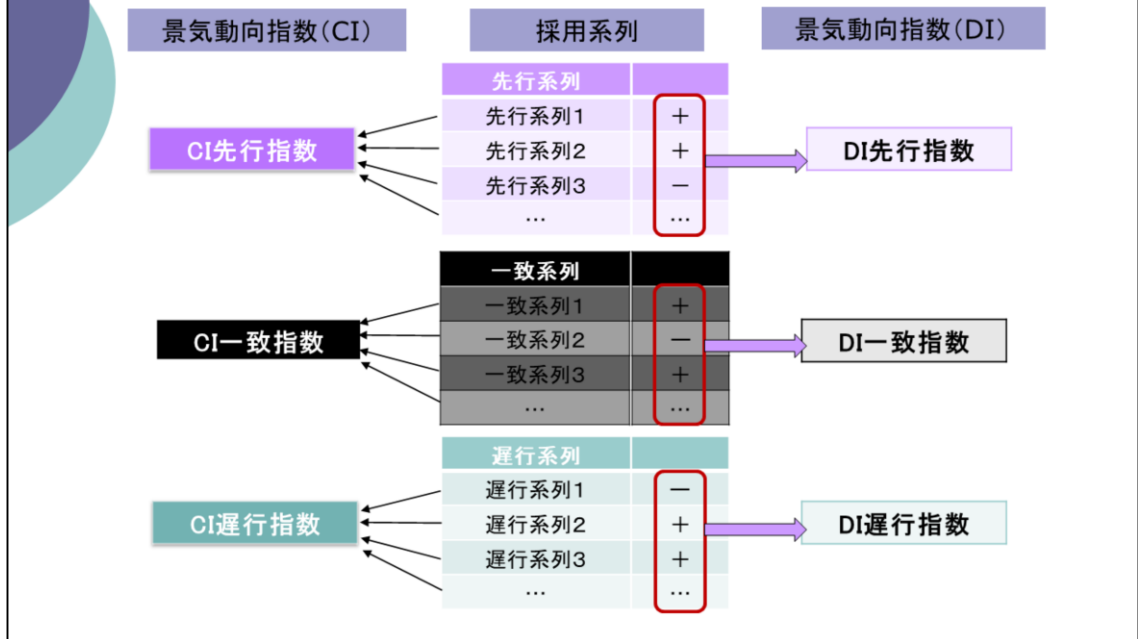 景気動向指数(CI)
採用系列
景気動向指数(DI)
先行系列
先行系列1 +
先行系列2 +
先行系列3 −
… …
CI先行指数
DI先行指数
一致系列
一致系列1 +
一致系列2 −
一致系列3 +
… …
CI一致指数
DI一致指数
遅行系列
遅行系列1 −
遅行系列2 +
遅行系列3 +
… …
CI遅行指数
DI遅行指数